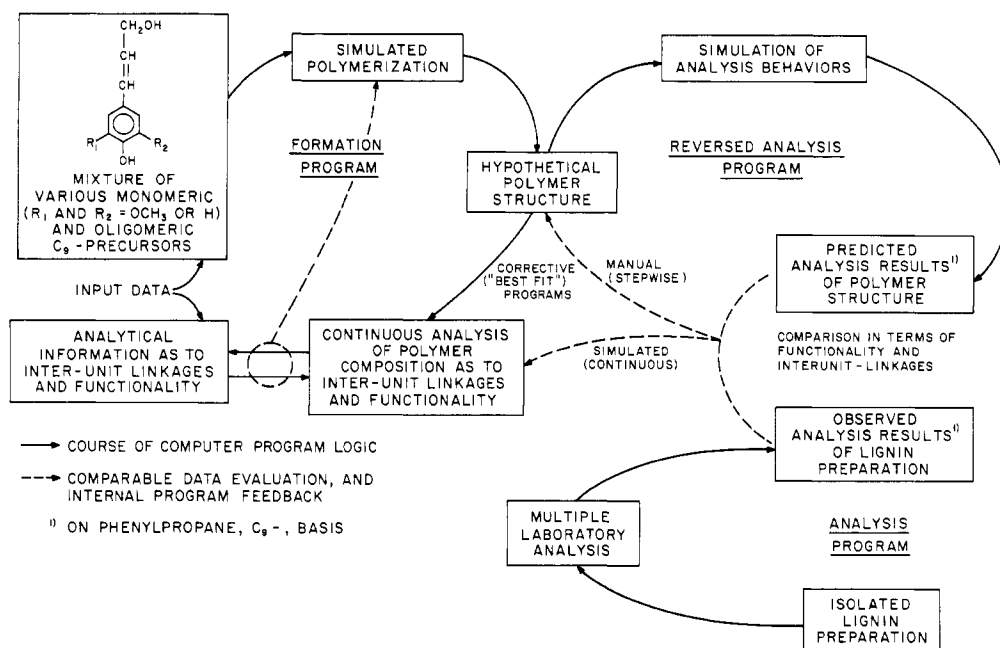 CH₂OH
CH
CH
R₁
R₂
OH
MIXTURE OF
VARIOUS MONOMERIC
(R₁ AND R₂ = OCH₃ OR H)
AND OLIGOMERIC
C₉ -PRECURSORS
SIMULATED
POLYMERIZATION
SIMULATION OF
ANALYSIS BEHAVIORS
FORMATION
PROGRAM
HYPOTHETICAL
POLYMER
STRUCTURE
REVERSED ANALYSIS
PROGRAM
INPUT DATA
CORRECTIVE
("BEST FIT")
PROGRAMS
MANUAL
(STEPWISE)
PREDICTED
ANALYSIS RESULTS¹⁾
OF POLYMER
STRUCTURE
ANALYTICAL
INFORMATION AS TO
INTER-UNIT LINKAGES
AND FUNCTIONALITY
CONTINUOUS ANALYSIS
OF POLYMER
COMPOSITION AS TO
INTER-UNIT LINKAGES
AND FUNCTIONALITY
SIMULATED
(CONTINUOUS)
COMPARISON IN TERMS OF
FUNCTIONALITY AND
INTERUNIT-LINKAGES
OBSERVED
ANALYSIS RESULTS¹⁾
OF LIGNIN
PREPARATION
COURSE OF COMPUTER PROGRAM LOGIC
COMPARABLE DATA EVALUATION, AND
INTERNAL PROGRAM FEEDBACK
¹⁾ ON PHENYLPROPANE, C₉-, BASIS
MULTIPLE
LABORATORY
ANALYSIS
ANALYSIS
PROGRAM
ISOLATED
LIGNIN
PREPARATION